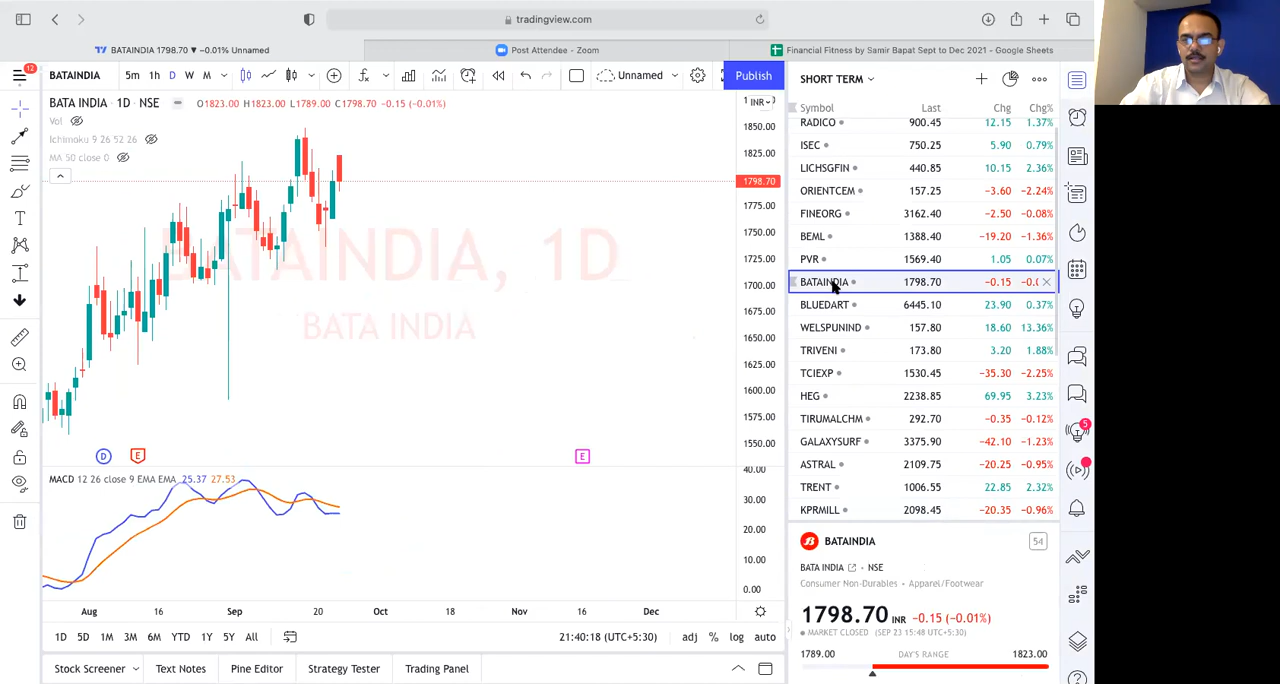 tradingview.com
BATAINDIA 1798.70 ▼ −0.01% Unnamed
Post Attendee - Zoom
Financial Fitness by Samir Bapat Sept to Dec 2021 - Google Sheets
12
BATAINDIA 5m 1h D W M Unnamed Publish
BATA INDIA · 1D · NSE O1823.00 H1823.00 L1789.00 C1798.70 −0.15 (−0.01%)
Vol
Ichimoku 9 26 52 26
MA 50 close 0
INR
1850.00
1825.00
1798.70
1775.00
1750.00
1725.00
1700.00
1675.00
1650.00
1625.00
1600.00
1575.00
1550.00
BATAINDIA, 1D
BATA INDIA
D E E
MACD 12 26 close 9 EMA EMA 25.37 27.53
40.00
30.00
20.00
10.00
0.00
Aug 16 Sep 20 Oct 18 Nov 16 Dec
1D 5D 1M 3M 6M YTD 1Y 5Y All 21:40:18 (UTC+5:30) adj % log auto
Stock Screener Text Notes Pine Editor Strategy Tester Trading Panel
SHORT TERM
Symbol Last Chg Chg%
RADICO 900.45 12.15 1.37%
ISEC 750.25 5.90 0.79%
LICHSGFIN 440.85 10.15 2.36%
ORIENTCEM 157.25 −3.60 −2.24%
FINEORG 3162.40 −2.50 −0.08%
BEML 1388.40 −19.20 −1.36%
PVR 1569.40 1.05 0.07%
BATAINDIA 1798.70 −0.15
BLUEDART 6445.10 23.90 0.37%
WELSPUNIND 157.80 18.60 13.36%
TRIVENI 173.80 3.20 1.88%
TCIEXP 1530.45 −35.30 −2.25%
HEG 2238.85 69.95 3.23%
TIRUMALCHM 292.70 −0.35 −0.12%
GALAXYSURF 3375.90 −42.10 −1.23%
ASTRAL 2109.75 −20.25 −0.95%
TRENT 1006.55 22.85 2.32%
KPRMILL 2098.45 −20.35 −0.96%
BATAINDIA
BATA INDIA · NSE
Consumer Non-Durables · Apparel/Footwear
1798.70 INR −0.15 (−0.01%)
MARKET CLOSED (SEP 23 15:48 UTC+5:30)
1789.00 DAY'S RANGE 1823.00
5